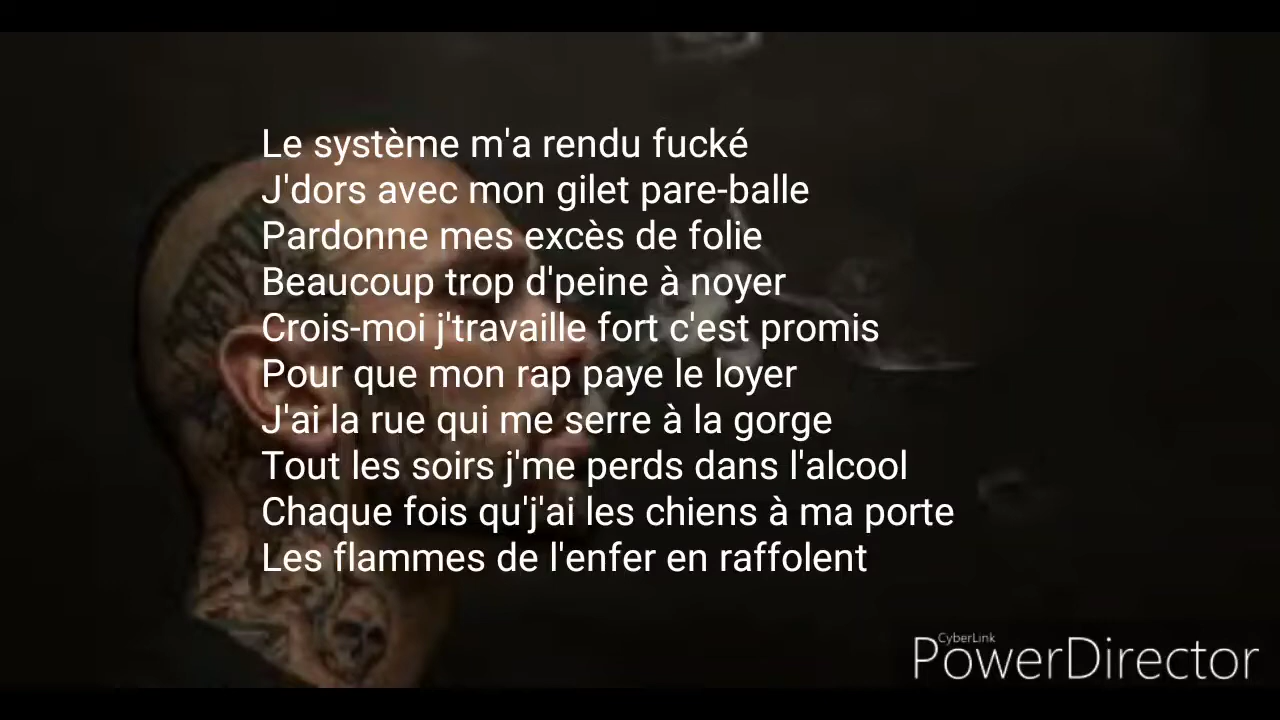 Le système m'a rendu fucké
J'dors avec mon gilet pare-balle
Pardonne mes excès de folie
Beaucoup trop d'peine à noyer
Crois-moi j'travaille fort c'est promis
Pour que mon rap paye le loyer
J'ai la rue qui me serre à la gorge
Tout les soirs j'me perds dans l'alcool
Chaque fois qu'j'ai les chiens à ma porte
Les flammes de l'enfer en raffolent
CyberLink
PowerDirector